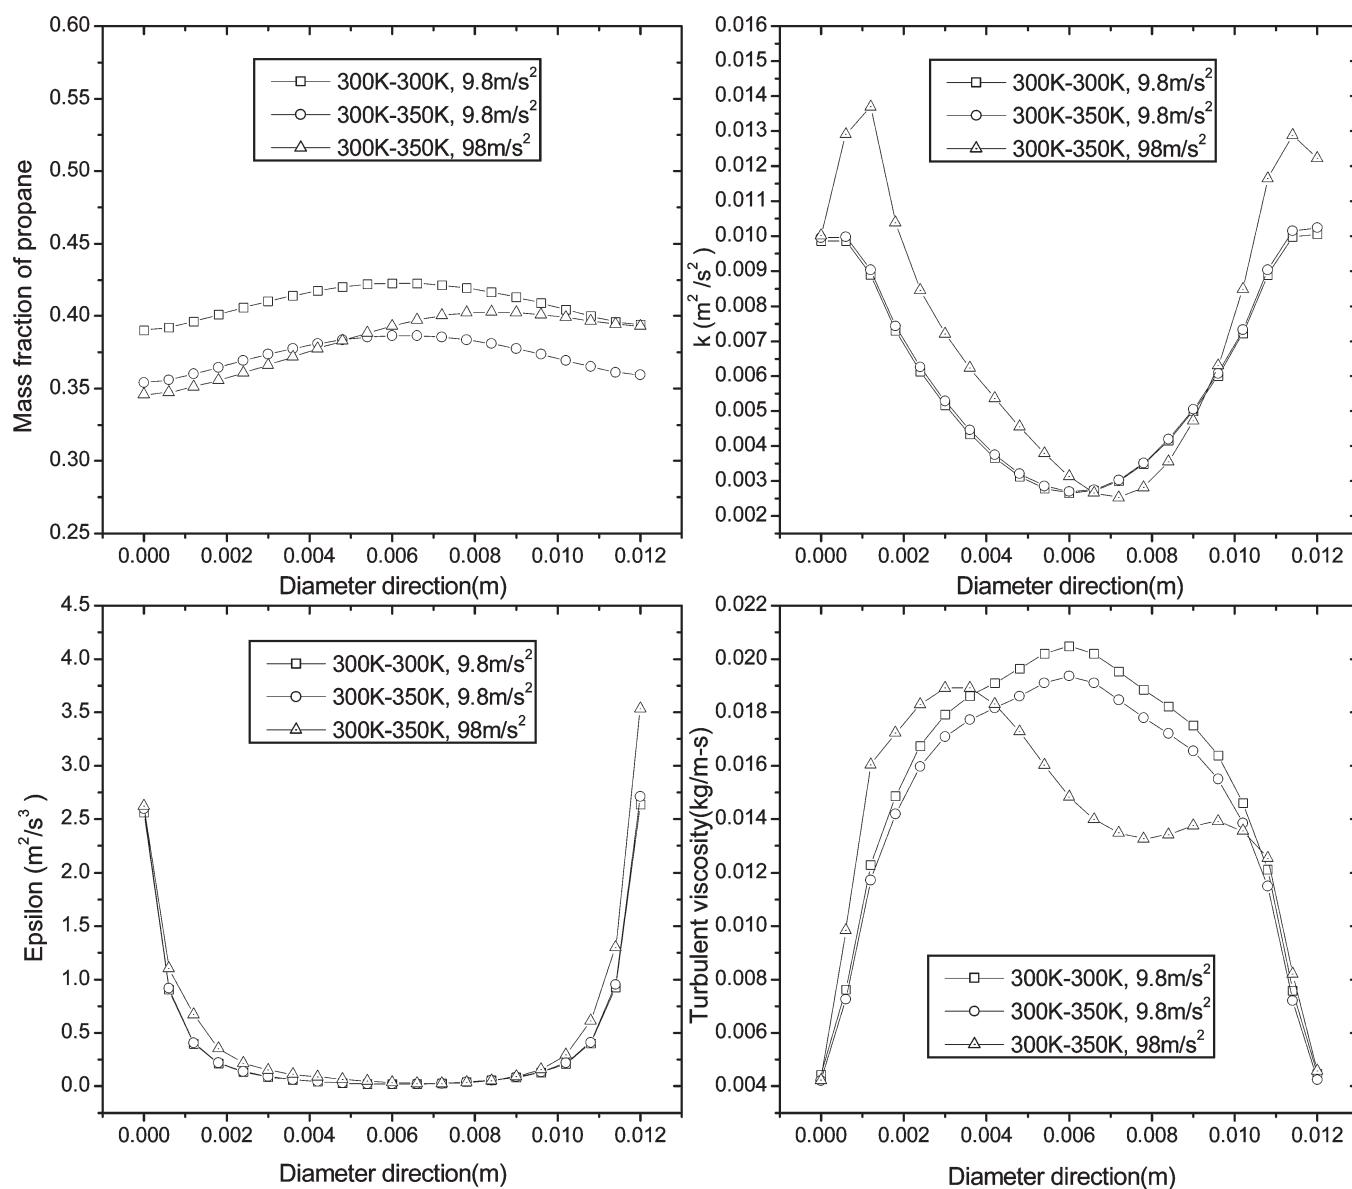 0.60
0.55
0.50
0.45
0.40
0.35
0.30
0.25
Mass fraction of propane
300K-300K, 9.8m/s²
300K-350K, 9.8m/s²
300K-350K, 98m/s²
0.000 0.002 0.004 0.006 0.008 0.010 0.012
Diameter direction(m)
0.016
0.015
0.014
0.013
0.012
0.011
0.010
0.009
0.008
0.007
0.006
0.005
0.004
0.003
0.002
k (m² /s² )
300K-300K, 9.8m/s²
300K-350K, 9.8m/s²
300K-350K, 98m/s²
0.000 0.002 0.004 0.006 0.008 0.010 0.012
Diameter direction(m)
4.5
4.0
3.5
3.0
2.5
2.0
1.5
1.0
0.5
0.0
Epsilon (m²/s³ )
300K-300K, 9.8m/s²
300K-350K, 9.8m/s²
300K-350K, 98m/s²
0.000 0.002 0.004 0.006 0.008 0.010 0.012
Diameter direction(m)
0.022
0.020
0.018
0.016
0.014
0.012
0.010
0.008
0.006
0.004
Turbulent viscosity(kg/m-s)
300K-300K, 9.8m/s²
300K-350K, 9.8m/s²
300K-350K, 98m/s²
0.000 0.002 0.004 0.006 0.008 0.010 0.012
Diameter direction(m)